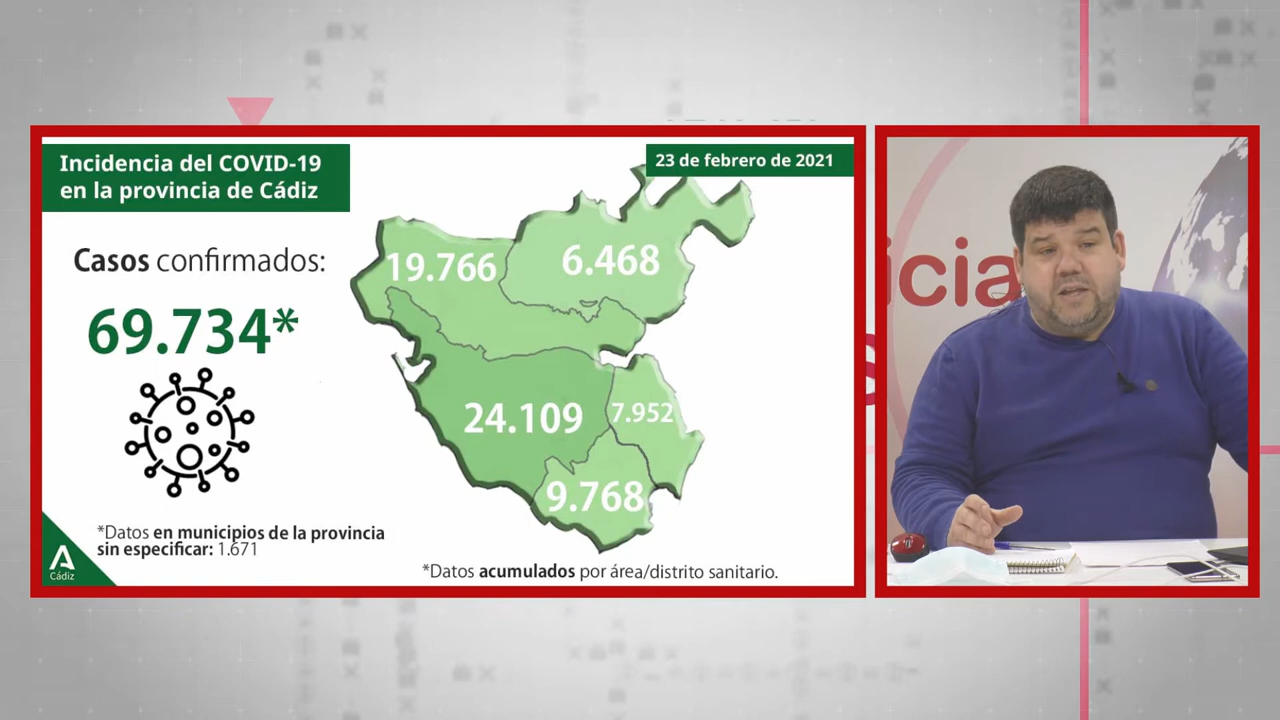 Incidencia del COVID-19
en la provincia de Cádiz
23 de febrero de 2021
Casos confirmados:
69.734*
19.766
6.468
24.109
7.952
9.768
*Datos en municipios de la provincia
sin especificar: 1.671
Cádiz
*Datos acumulados por área/distrito sanitario.
icia
s